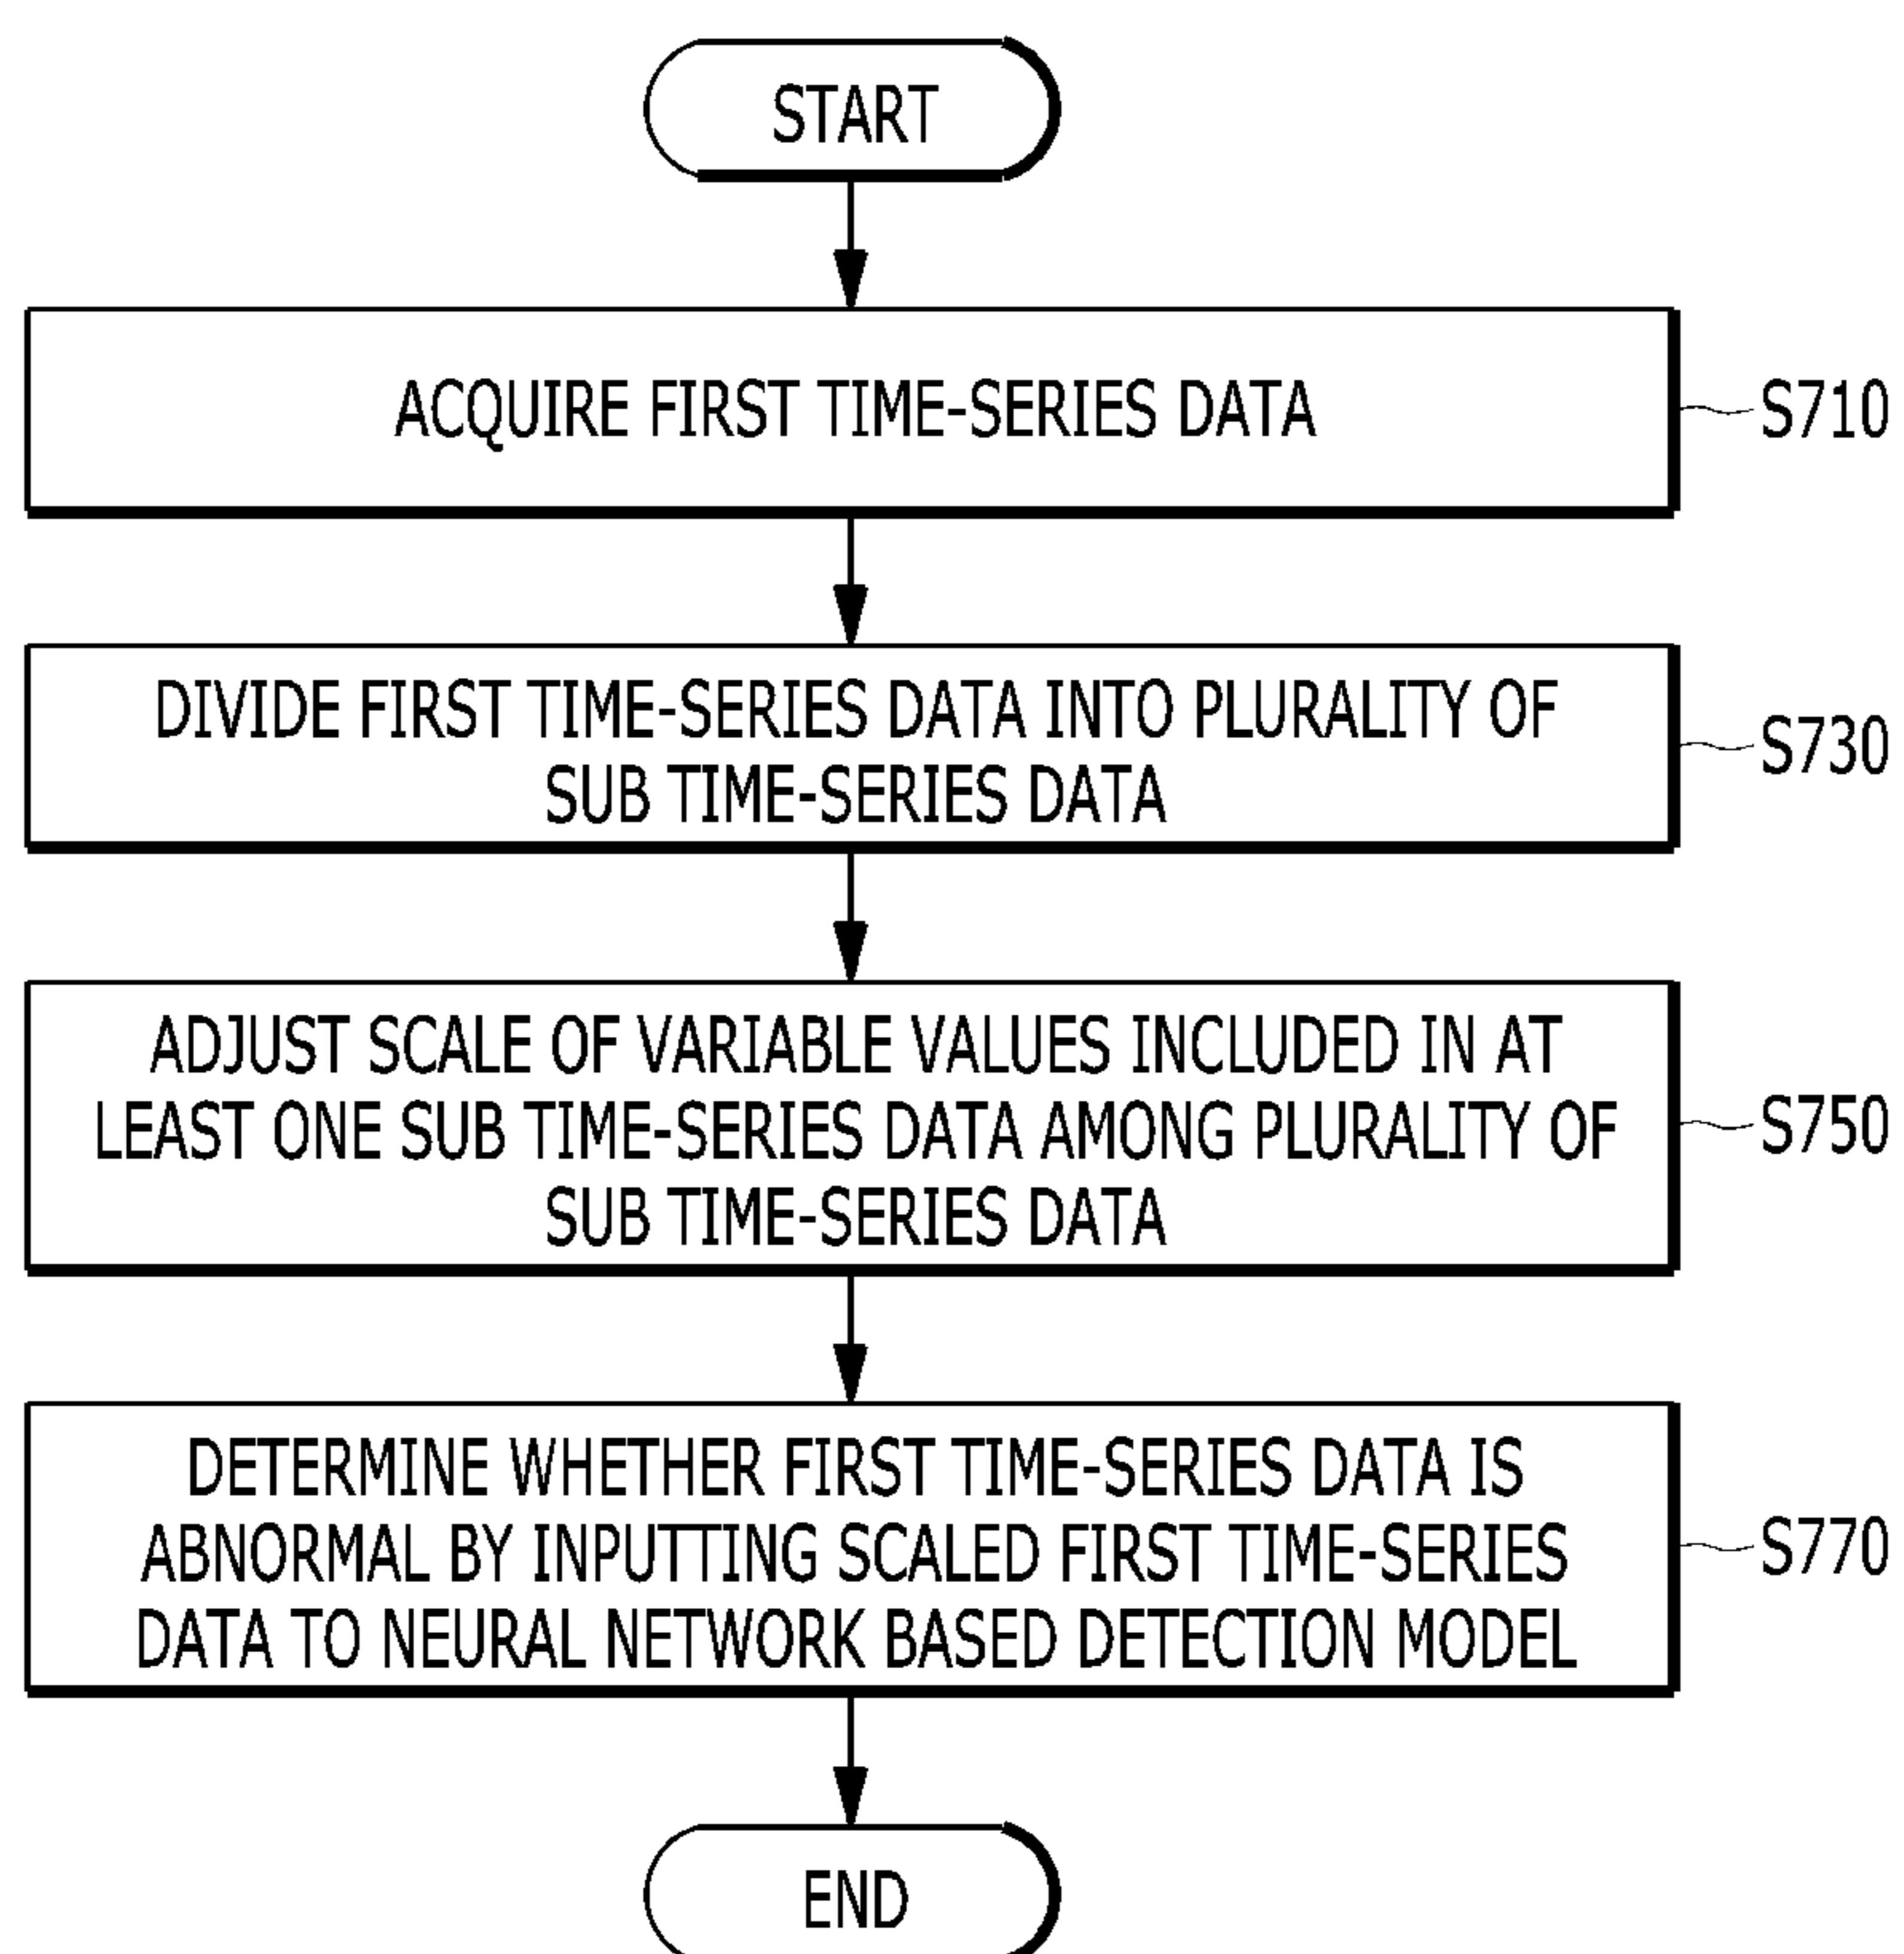 START
ACQUIRE FIRST TIME-SERIES DATA
S710
DIVIDE FIRST TIME-SERIES DATA INTO PLURALITY OF
SUB TIME-SERIES DATA
S730
ADJUST SCALE OF VARIABLE VALUES INCLUDED IN AT
LEAST ONE SUB TIME-SERIES DATA AMONG PLURALITY OF
SUB TIME-SERIES DATA
S750
DETERMINE WHETHER FIRST TIME-SERIES DATA IS
ABNORMAL BY INPUTTING SCALED FIRST TIME-SERIES
DATA TO NEURAL NETWORK BASED DETECTION MODEL
S770
END